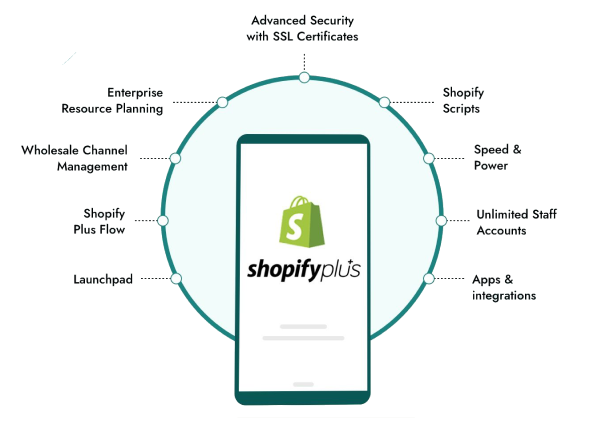 Advanced Security
with SSL Certificates
Enterprise
Resource Planning
Shopify
Scripts
Wholesale Channel
Management
Speed &
Power
Shopify
Plus Flow
Unlimited Staff
Accounts
Launchpad
Apps &
integrations
S
shopifyplus